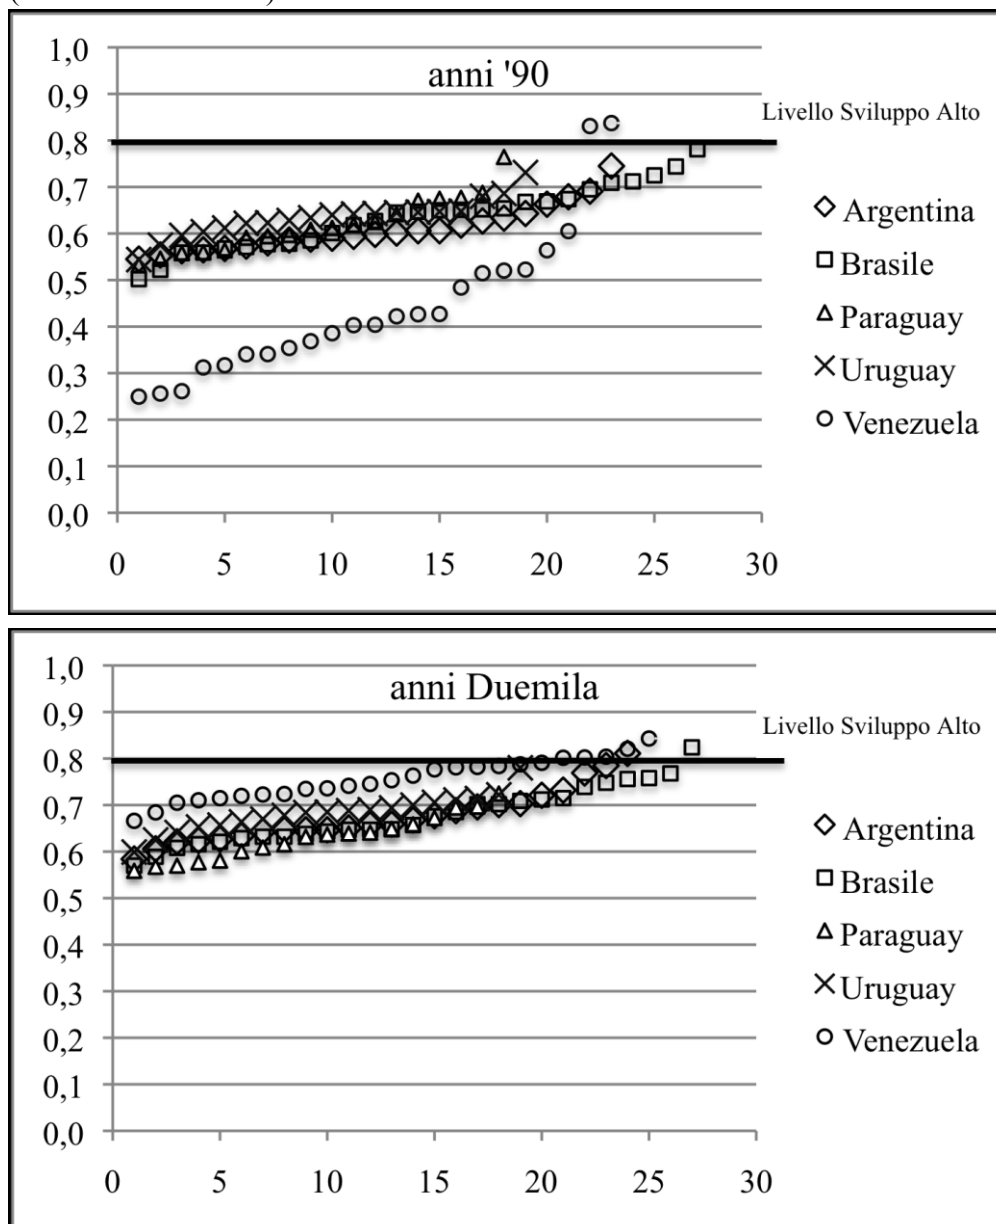 1,0
anni '90
0,9
Livello Sviluppo Alto
0,8
0,7
Argentina
0,6
Brasile
0,5
Paraguay
0,4
Uruguay
0,3
Venezuela
0,2
0,1
0,0
0 5 10 15 20 25 30
1,0
anni Duemila
0,9
Livello Sviluppo Alto
0,8
0,7
Argentina
0,6
Brasile
0,5
Paraguay
0,4
Uruguay
0,3
Venezuela
0,2
0,1
0,0
0 5 10 15 20 25 30